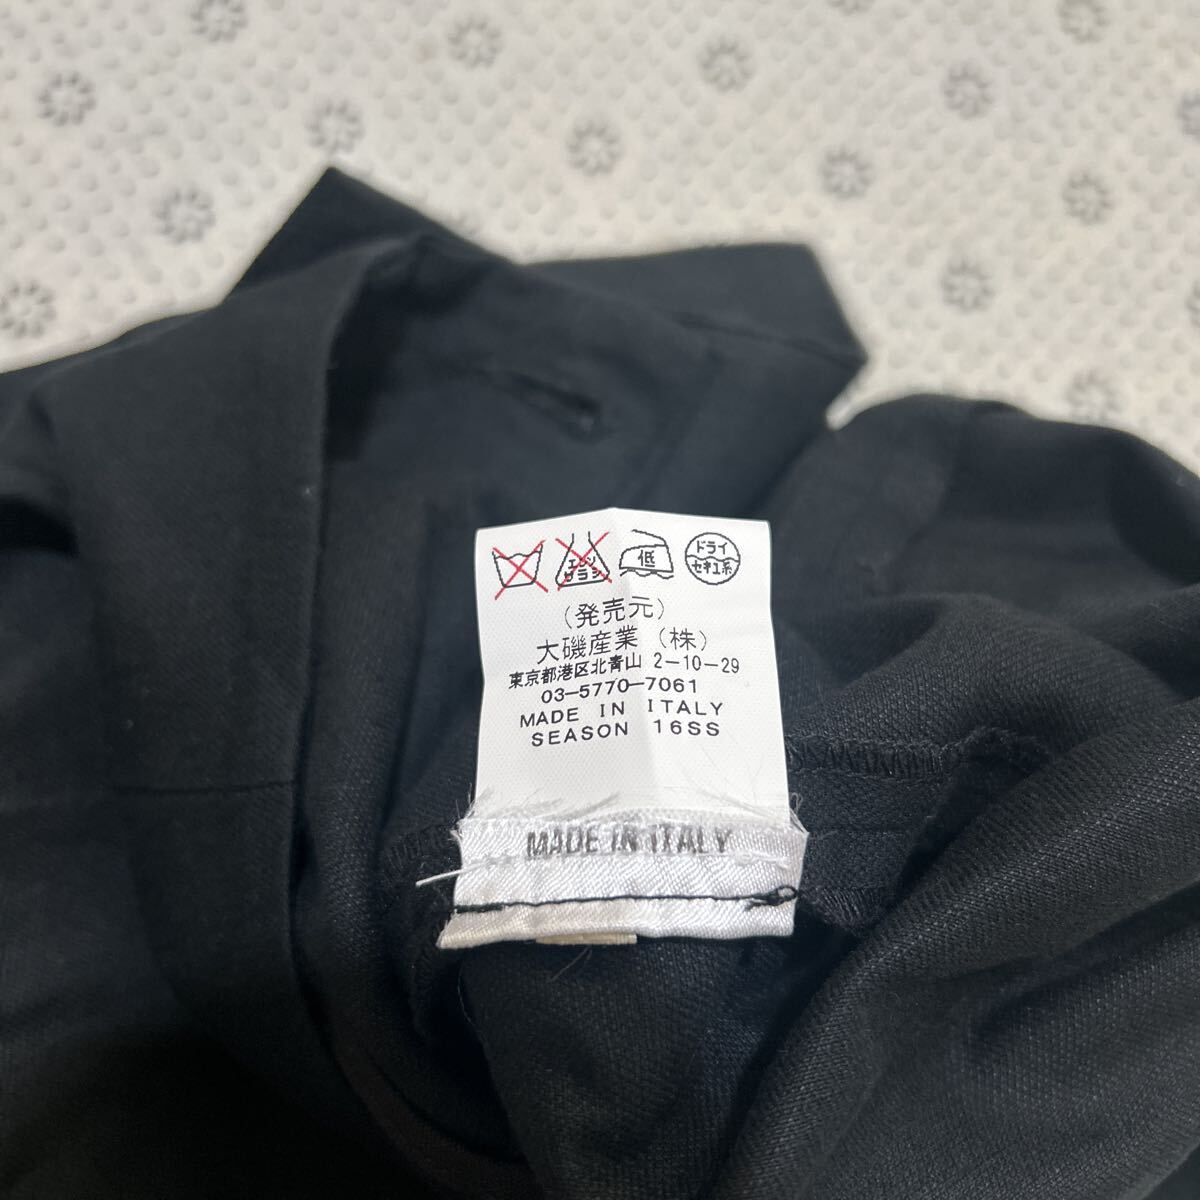 エンソ
サラシ
低
ドライ
セキユ系
(発売元)
大磯産業 (株)
東京都港区北青山 2-10-29
03-5770-7061
MADE IN ITALY
SEASON 16SS
MADE IN ITALY